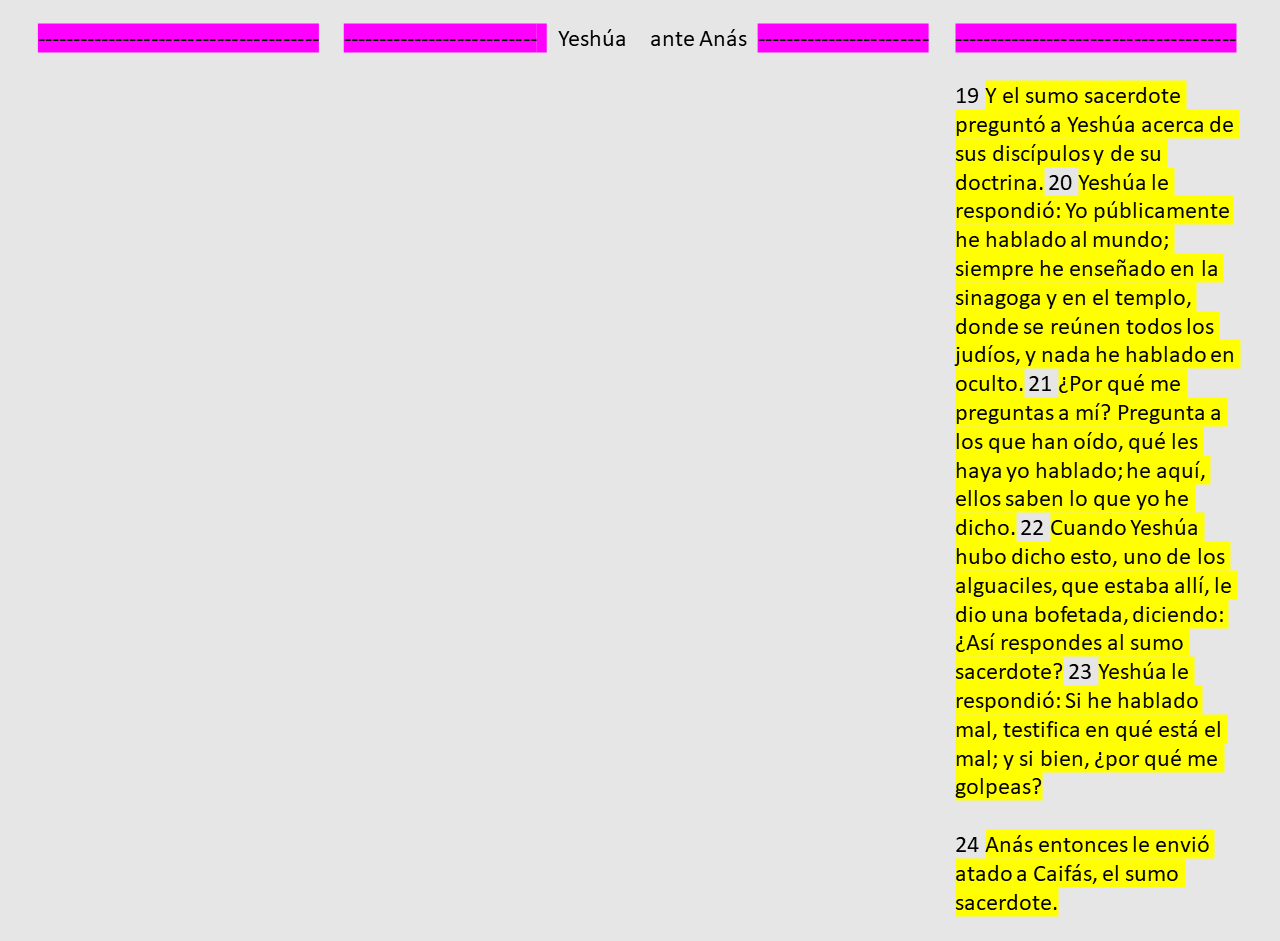 --------------------------------------- --------------------------- Yeshúa ante Anás ------------------------ ---------------------------------------
19 Y el sumo sacerdote
preguntó a Yeshúa acerca de
sus discípulos y de su
doctrina. 20 Yeshúa le
respondió: Yo públicamente
he hablado al mundo;
siempre he enseñado en la
sinagoga y en el templo,
donde se reúnen todos los
judíos, y nada he hablado en
oculto. 21 ¿Por qué me
preguntas a mí? Pregunta a
los que han oído, qué les
haya yo hablado; he aquí,
ellos saben lo que yo he
dicho. 22 Cuando Yeshúa
hubo dicho esto, uno de los
alguaciles, que estaba allí, le
dio una bofetada, diciendo:
¿Así respondes al sumo
sacerdote? 23 Yeshúa le
respondió: Si he hablado
mal, testifica en qué está el
mal; y si bien, ¿por qué me
golpeas?
24 Anás entonces le envió
atado a Caifás, el sumo
sacerdote.